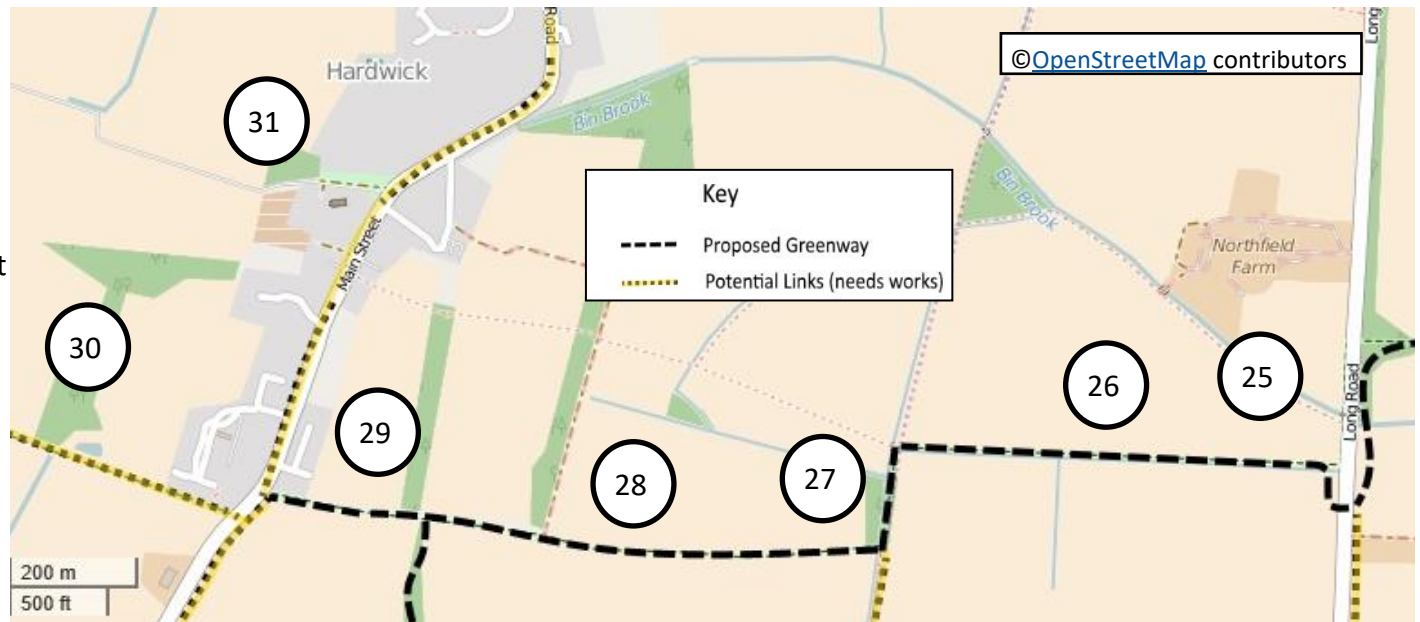 Road
Long
©OpenStreetMap contributors
Hardwick
31
Bin Brook
Key
Proposed Greenway
Potential Links (needs works)
Bin Brook
Main Street
Northfield
Farm
t
30
26
25
Long Road
29
28
27
200 m
500 ft